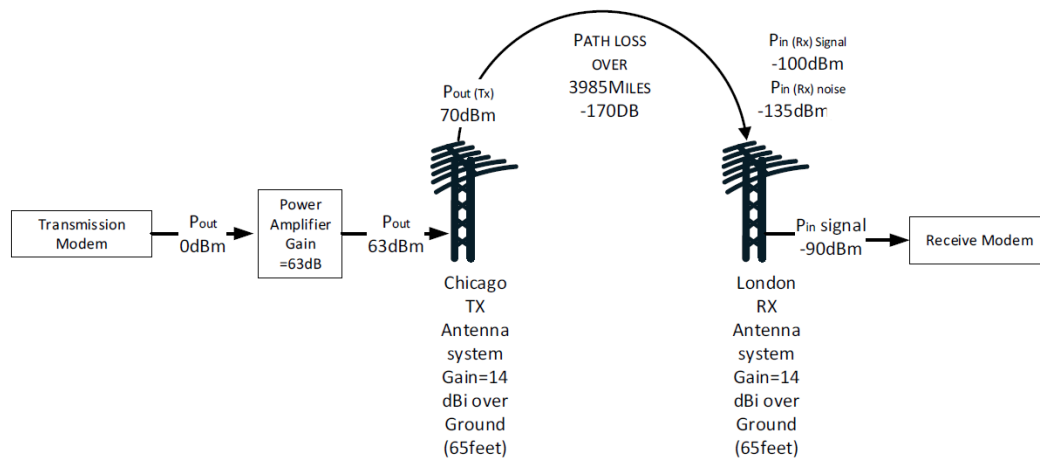 PATH LOSS
OVER
3985MILES
-170DB
Pin (Rx) Signal
-100dBm
Pin (Rx) noise
-135dBm
Pout (Tx)
70dBm
Transmission
Modem
Pout
0dBm
Power
Amplifier
Gain
=63dB
Pout
63dBm
Pin signal
-90dBm
Receive Modem
Chicago
TX
Antenna
system
Gain=14
dBi over
Ground
(65feet)
London
RX
Antenna
system
Gain=14
dBi over
Ground
(65feet)